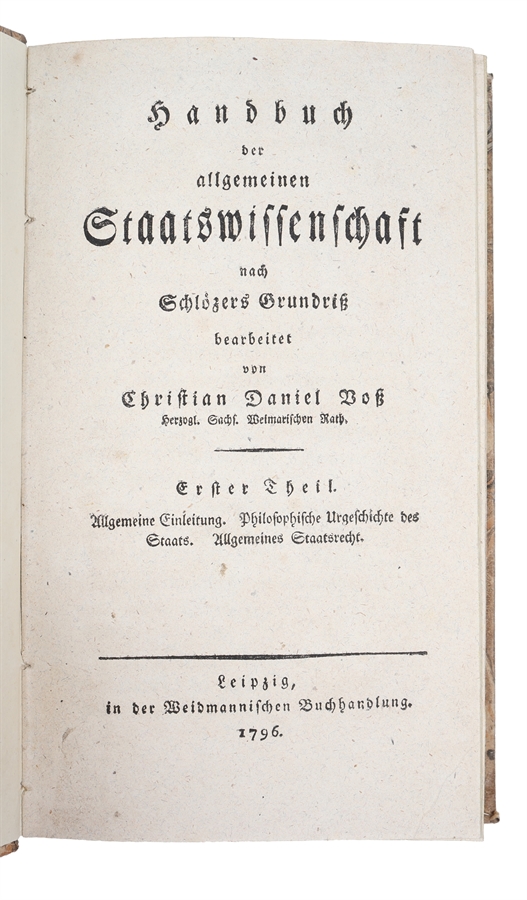 Handbuch
der
allgemeinen
Staatswissenschaft
nach
Schlözers Grundriß
bearbeitet
von
Christian Daniel Voß
Herzogl. Sachs. Weimarischen Rath.
Erster Theil.
Allgemeine Einleitung. Philosophische Urgeschichte des
Staats. Allgemeines Staatsrecht.
Leipzig,
in der Weidmannischen Buchhandlung.
1796.